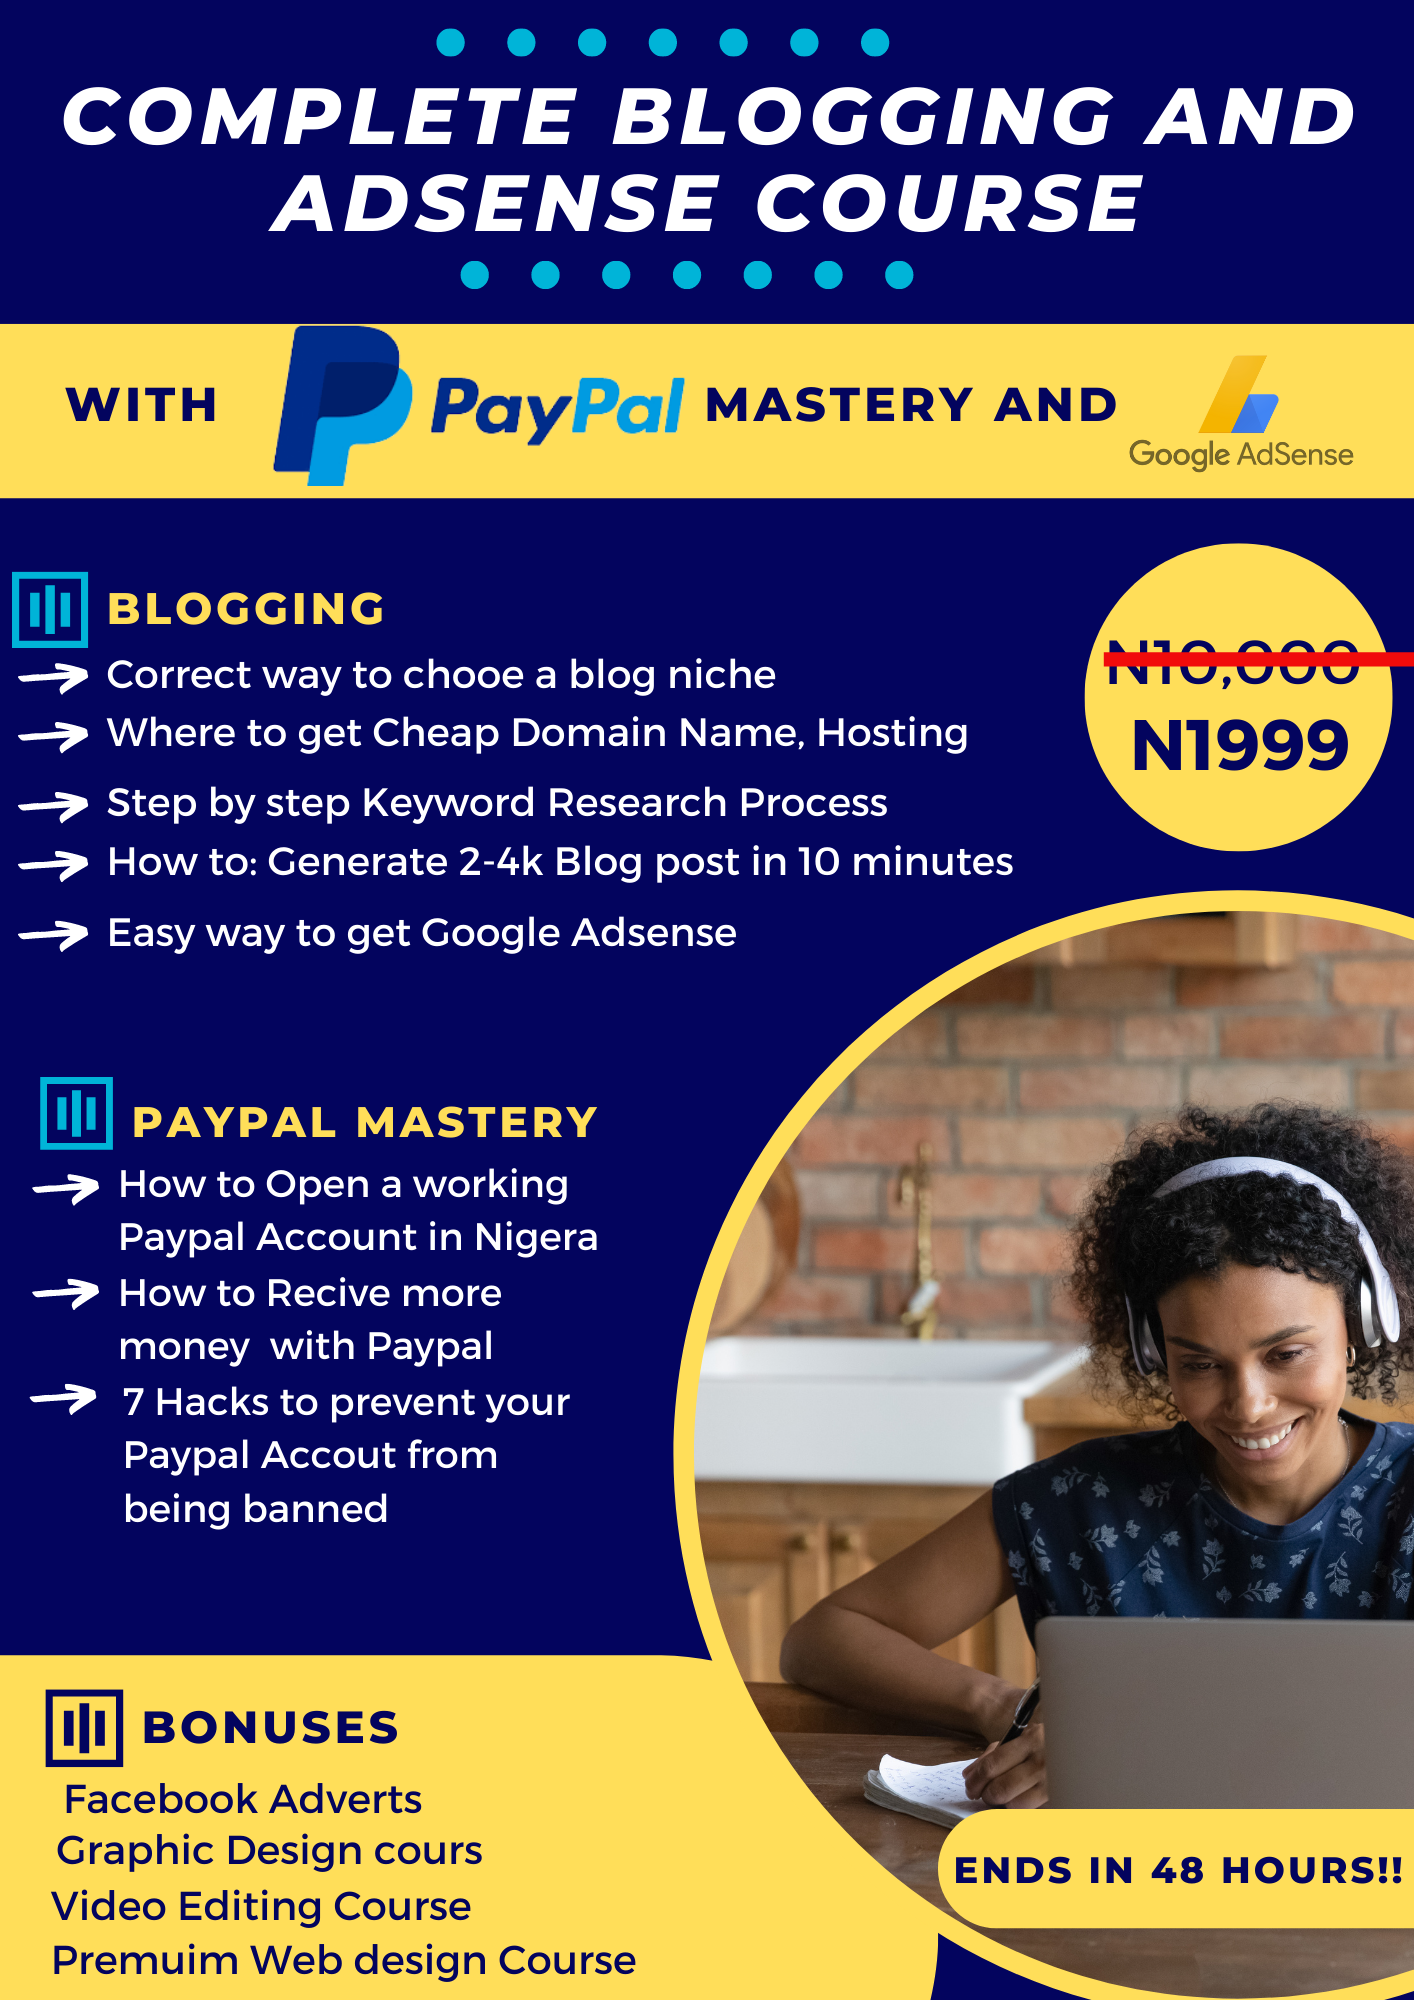 COMPLETE BLOGGING AND
ADSENSE COURSE
WITH PayPal MASTERY AND
Google AdSense
BLOGGING
Correct way to chooe a blog niche
Where to get Cheap Domain Name, Hosting
Step by step Keyword Research Process
How to: Generate 2-4k Blog post in 10 minutes
Easy way to get Google Adsense
N10,000
N1999
PAYPAL MASTERY
How to Open a working
Paypal Account in Nigera
How to Recive more
money with Paypal
7 Hacks to prevent your
Paypal Accout from
being banned
BONUSES
Facebook Adverts
Graphic Design cours
Video Editing Course
Premuim Web design Course
ENDS IN 48 HOURS!!